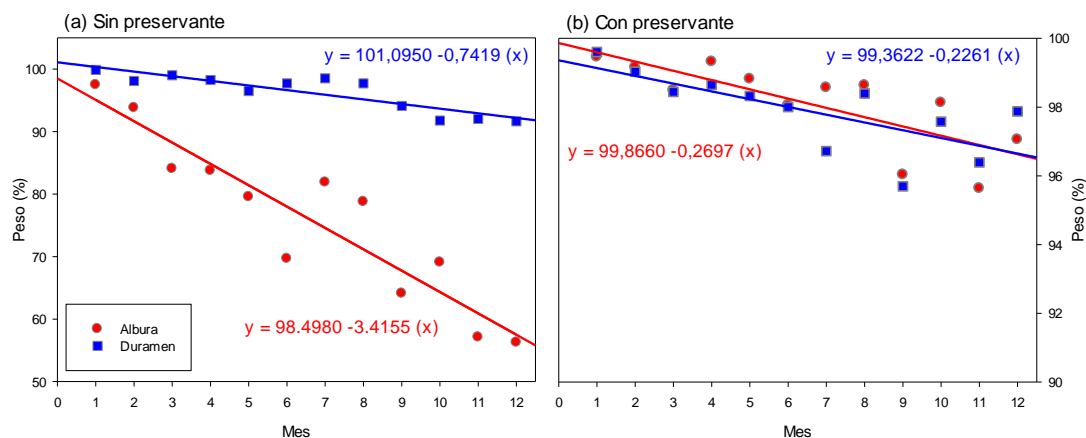 (a) Sin preservante
y = 101,0950 -0,7419 (x)
100
90
80
70
60
50
Peso (%)
y = 98.4980 -3.4155 (x)
Albura
Duramen
0 1 2 3 4 5 6 7 8 9 10 11 12
Mes
(b) Con preservante
y = 99,3622 -0,2261 (x)
y = 99,8660 -0,2697 (x)
100
98
96
94
92
90
Peso (%)
0 1 2 3 4 5 6 7 8 9 10 11 12
Mes